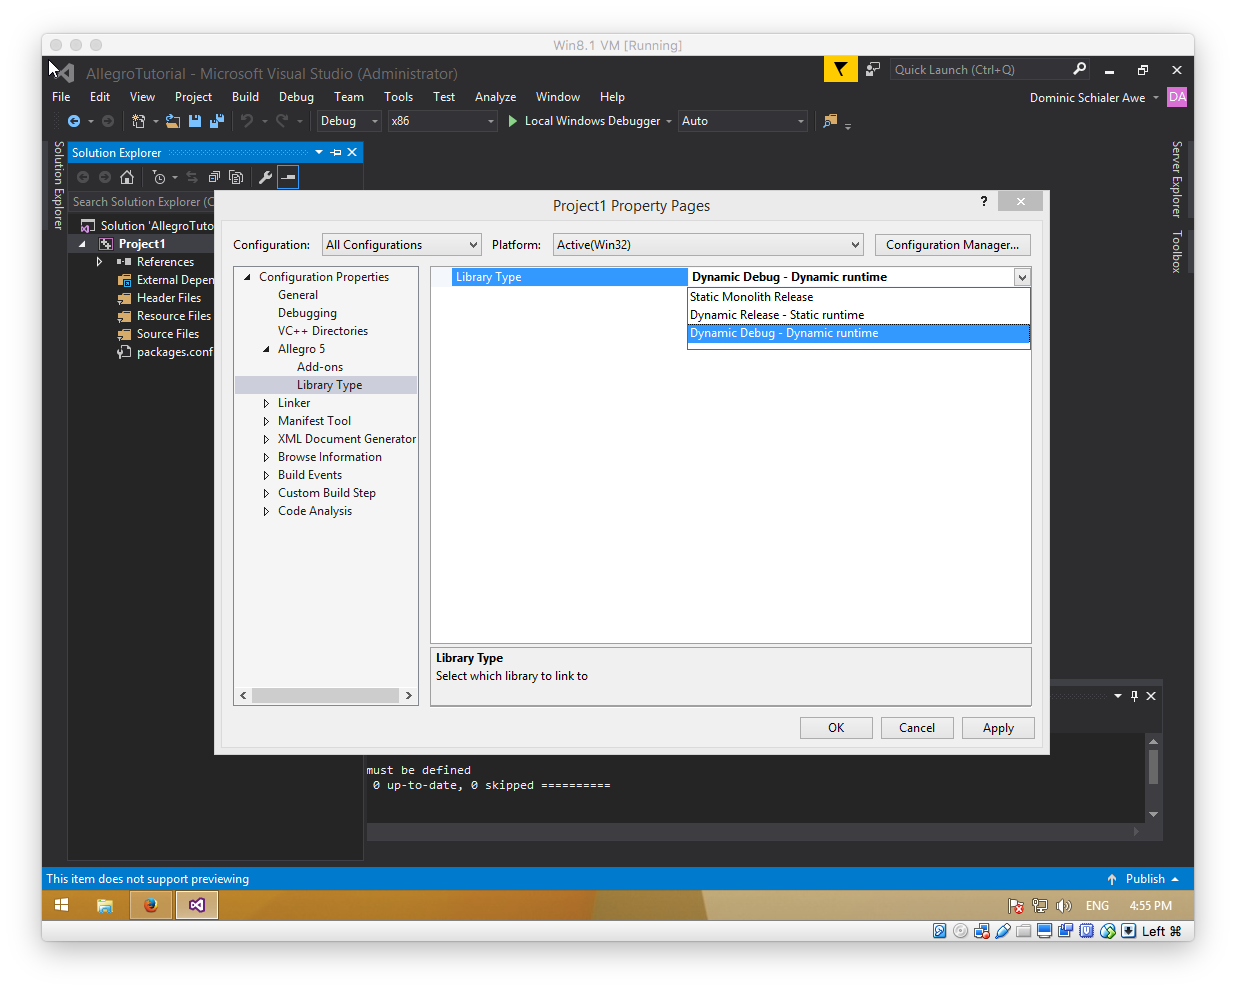 Win8.1 VM [Running]
AllegroTutorial - Microsoft Visual Studio (Administrator)
Quick Launch (Ctrl+Q)
File Edit View Project Build Debug Team Tools Test Analyze Window Help
Dominic Schialer Awe DA
Debug x86 Local Windows Debugger Auto
Solution Explorer
Solution Explorer
Server Explorer
Toolbox
Search Solution Explorer (C
Solution 'AllegroTuto
Project1
References
External Depen
Header Files
Resource Files
Source Files
packages.conf
Project1 Property Pages
?
Configuration: All Configurations Platform: Active(Win32) Configuration Manager...
Configuration Properties
General
Debugging
VC++ Directories
Allegro 5
Add-ons
Library Type
Linker
Manifest Tool
XML Document Generator
Browse Information
Build Events
Custom Build Step
Code Analysis
Library Type Dynamic Debug - Dynamic runtime
Static Monolith Release
Dynamic Release - Static runtime
Dynamic Debug - Dynamic runtime
Library Type
Select which library to link to
OK Cancel Apply
must be defined
0 up-to-date, 0 skipped ==========
This item does not support previewing
Publish
ENG 4:55 PM
Left ⌘